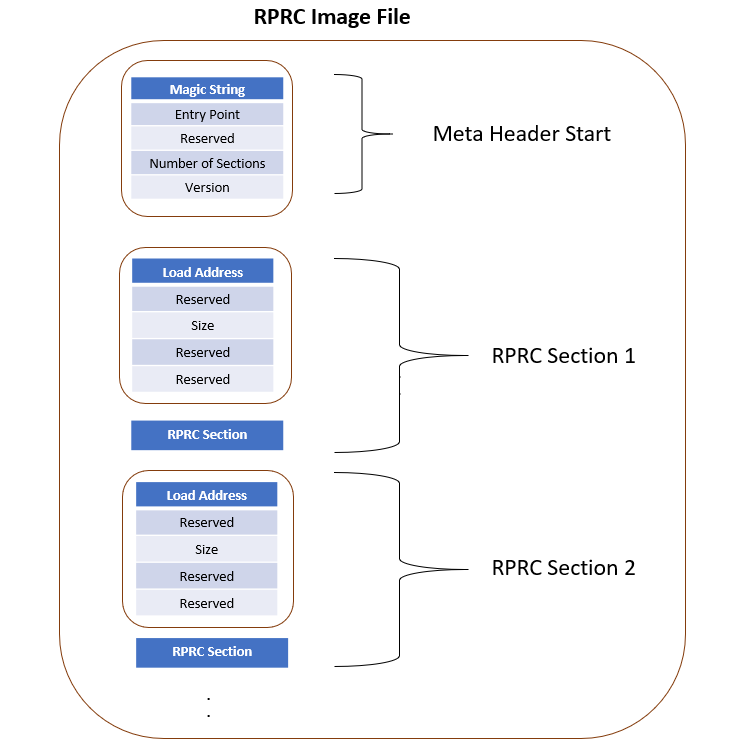 RPRC Image File
Magic String
Entry Point
Reserved
Number of Sections
Version
Meta Header Start
Load Address
Reserved
Size
Reserved
Reserved
RPRC Section
RPRC Section 1
Load Address
Reserved
Size
Reserved
Reserved
RPRC Section
RPRC Section 2
.
.